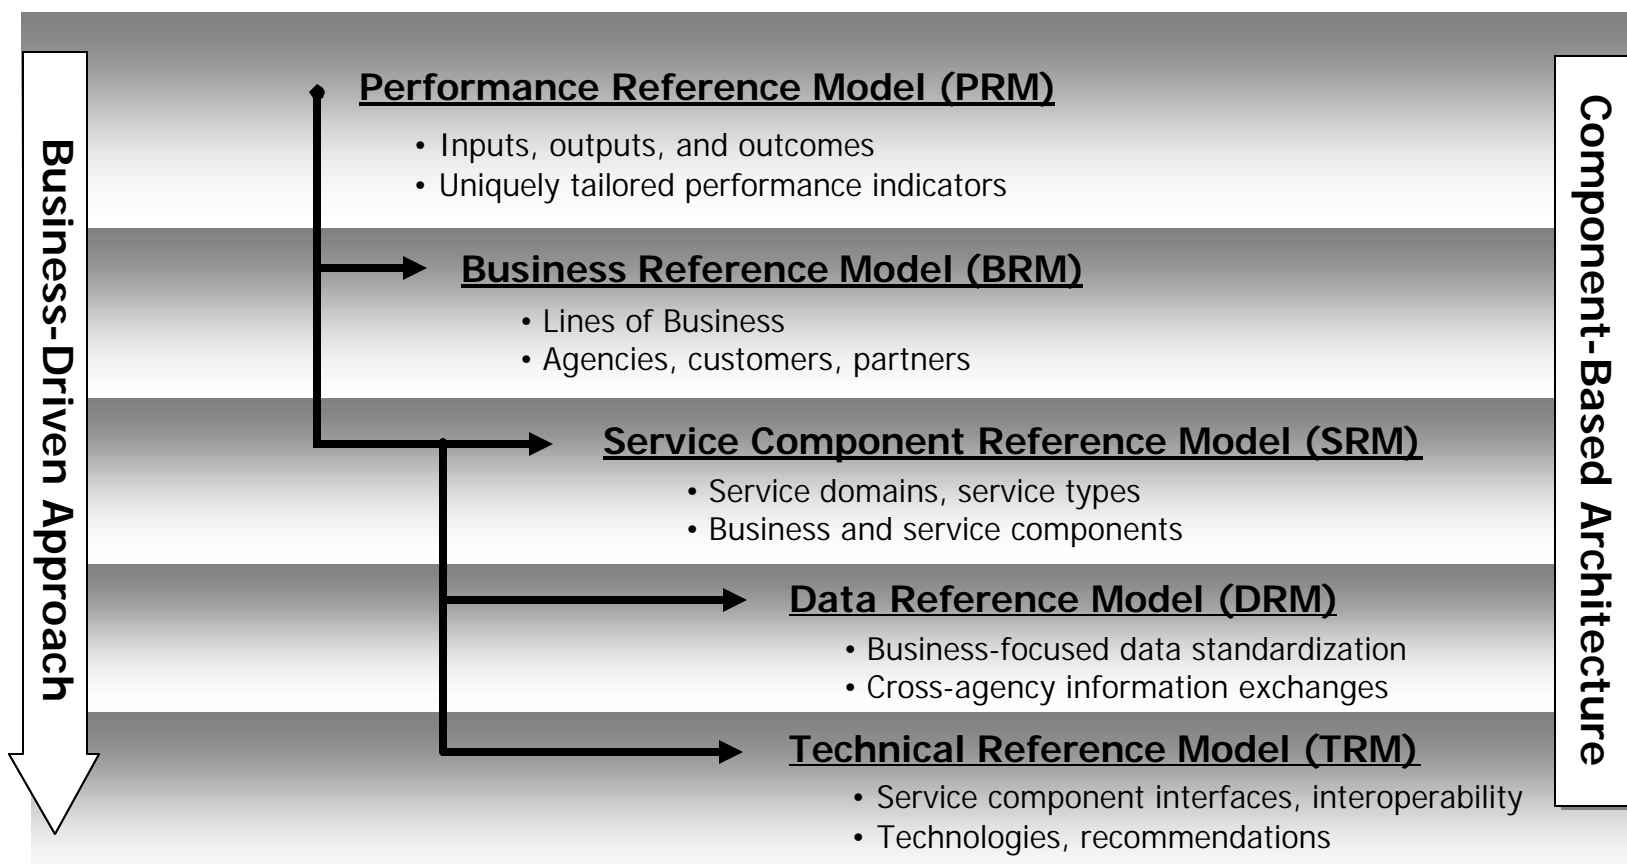 Business-Driven Approach
Performance Reference Model (PRM)
• Inputs, outputs, and outcomes
• Uniquely tailored performance indicators
Business Reference Model (BRM)
• Lines of Business
• Agencies, customers, partners
Service Component Reference Model (SRM)
• Service domains, service types
• Business and service components
Data Reference Model (DRM)
• Business-focused data standardization
• Cross-agency information exchanges
Technical Reference Model (TRM)
• Service component interfaces, interoperability
• Technologies, recommendations
Component-Based Architecture